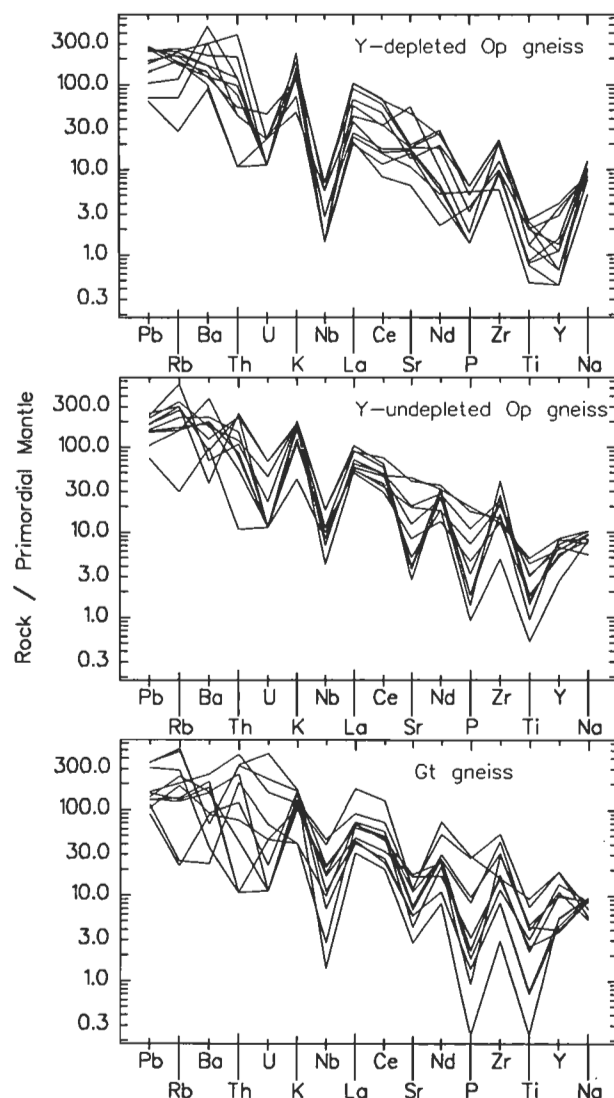 Rock / Primordial Mantle
Y-depleted Op gneiss
300.0
100.0
30.0
10.0
3.0
1.0
0.3
Pb Ba U Nb Ce Nd Zr Y
Rb Th K La Sr P Ti Na
Y-undepleted Op gneiss
300.0
100.0
30.0
10.0
3.0
1.0
0.3
Pb Ba U Nb Ce Nd Zr Y
Rb Th K La Sr P Ti Na
Gt gneiss
300.0
100.0
30.0
10.0
3.0
1.0
0.3
Pb Ba U Nb Ce Nd Zr Y
Rb Th K La Sr P Ti Na